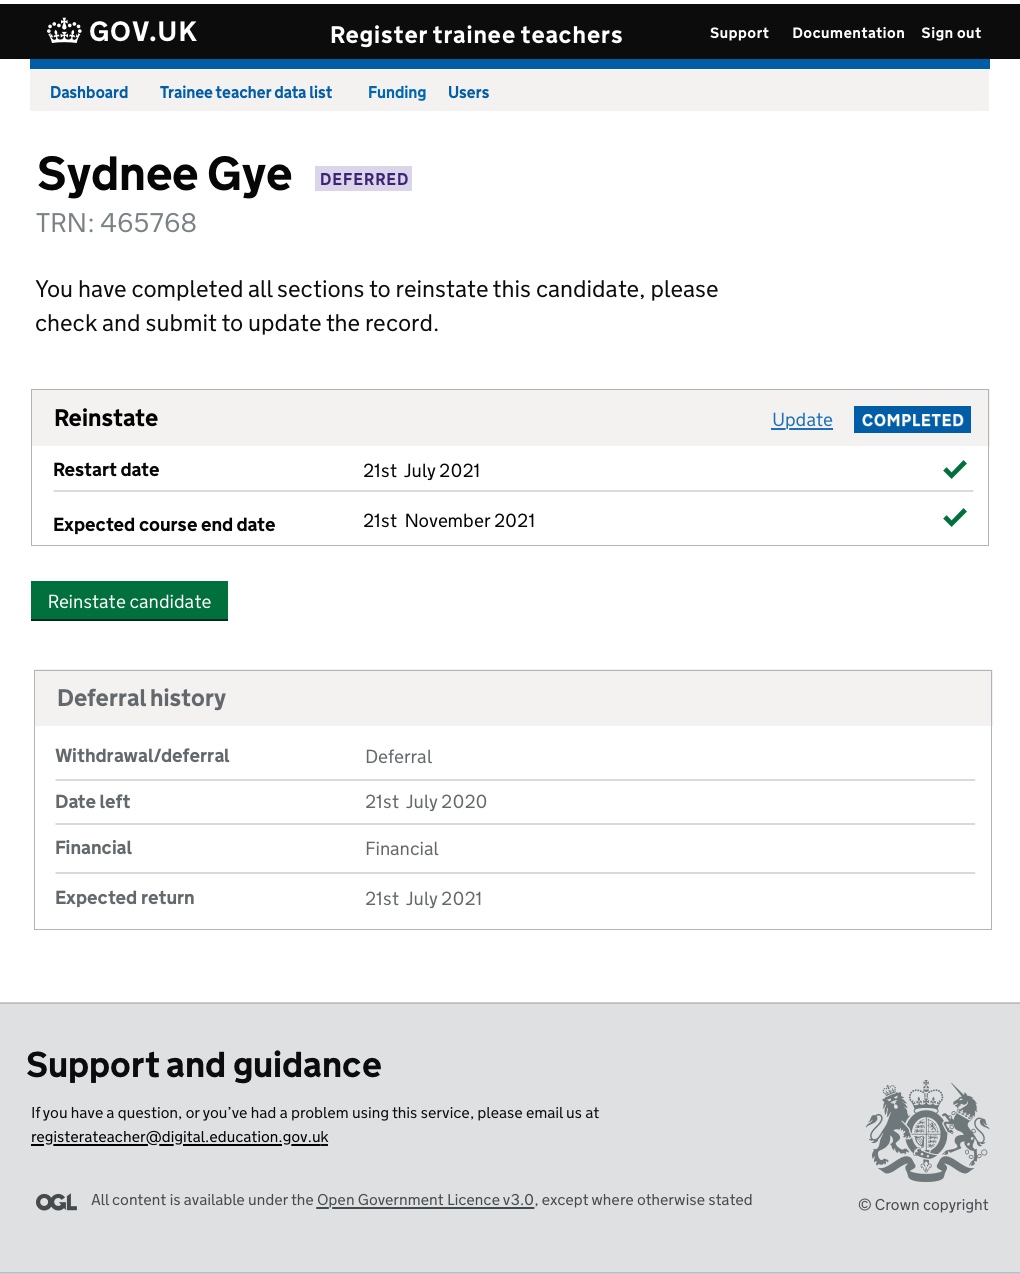 GOV.UK Register trainee teachers Support Documentation Sign out
Dashboard Trainee teacher data list Funding Users
Sydnee Gye DEFERRED
TRN: 465768
You have completed all sections to reinstate this candidate, please
check and submit to update the record.
Reinstate Update COMPLETED
Restart date 21st July 2021
Expected course end date 21st November 2021
Reinstate candidate
Deferral history
Withdrawal/deferral Deferral
Date left 21st July 2020
Financial Financial
Expected return 21st July 2021
Support and guidance
If you have a question, or you’ve had a problem using this service, please email us at
registerateacher@digital.education.gov.uk
OGL All content is available under the Open Government Licence v3.0, except where otherwise stated
© Crown copyright